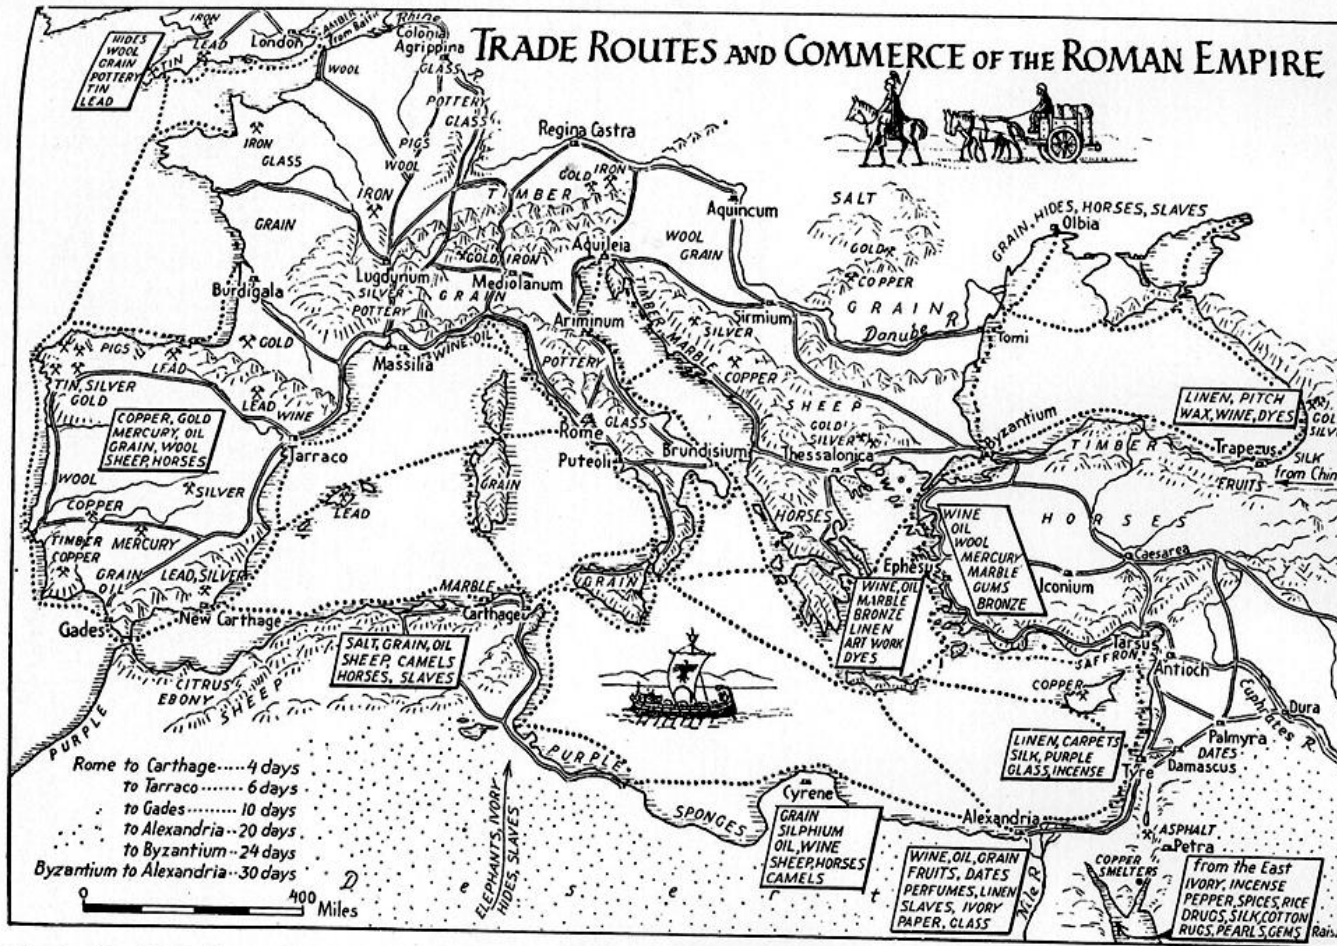 TRADE ROUTES AND COMMERCE OF THE ROMAN EMPIRE
IRON
AMBER
from Baltic
Rhine
Colonia
Agrippina
R.
HIDES
WOOL
GRAIN
POTTERY
TIN
LEAD
LEAD
TIN
London
WOOL
GLASS
POTTERY
GLASS
PIGS
WOOL
IRON
GLASS
IRON
GRAIN
Regina Castra
GOLD
IRON
TIMBER
Aquincum
SALT
GOLD
COPPER
GRAIN
GRAIN, HIDES, HORSES, SLAVES
Olbia
WOOL
GRAIN
Aquileia
GOLD
IRON
Lugdunum
Mediolanum
SILVER
GRAIN
POTTERY
Burdigala
GOLD
Massilia
WINE OIL
Ariminum
TIMBER
MARBLE
SILVER
Sirmium
Danube R
Tomi
POTTERY
COPPER
PIGS
LEAD
TIN, SILVER
GOLD
LEAD
WINE
COPPER, GOLD
MERCURY, OIL
GRAIN, WOOL
SHEEP, HORSES
Tarraco
WOOL
COPPER
SILVER
TIMBER
COPPER
MERCURY
GRAIN
OIL
LEAD, SILVER
LEAD
GRAIN
Rome
GLASS
Puteoli
Brundisium
SHEEP
GOLD
SILVER
Thessalonica
Byzantium
TIMBER
LINEN, PITCH
WAX, WINE, DYES
Trapezus
SILK
FRUITS
HORSES
HORSES
WINE
OIL
WOOL
MERCURY
MARBLE
GUMS
BRONZE
Caesarea
Iconium
Ephesus
WINE, OIL
MARBLE
BRONZE
LINEN
ART WORK
DYES
Tarsus
SAFFRON
Antioch
COPPER
Gades
New Carthage
MARBLE
Carthage
GRAIN
SALT, GRAIN, OIL
SHEEP, CAMELS
HORSES, SLAVES
CITRUS
EBONY
SHEEP
PURPLE
PURPLE
Euphrates R.
Dura
Palmyra
DATES
Damascus
LINEN, CARPETS
SILK, PURPLE
GLASS, INCENSE
Tyre
Rome to Carthage-----4 days
to Tarraco------6 days
to Gades-------10 days
to Alexandria--20 days
to Byzantium--24 days
Byzantium to Alexandria--30 days
0 400
Miles
Desert
ELEPHANTS, IVORY
HIDES, SLAVES
SPONGES
Cyrene
GRAIN
SILPHIUM
OIL, WINE
SHEEP, HORSES
CAMELS
Alexandria
Nile R
WINE, OIL, GRAIN
FRUITS, DATES
PERFUMES, LINEN
SLAVES, IVORY
PAPER, GLASS
ASPHALT
Petra
COPPER
SMELTERS
from the East
IVORY, INCENSE
PEPPER, SPICES, RICE
DRUGS, SILK, COTTON
RUGS, PEARLS, GEMS